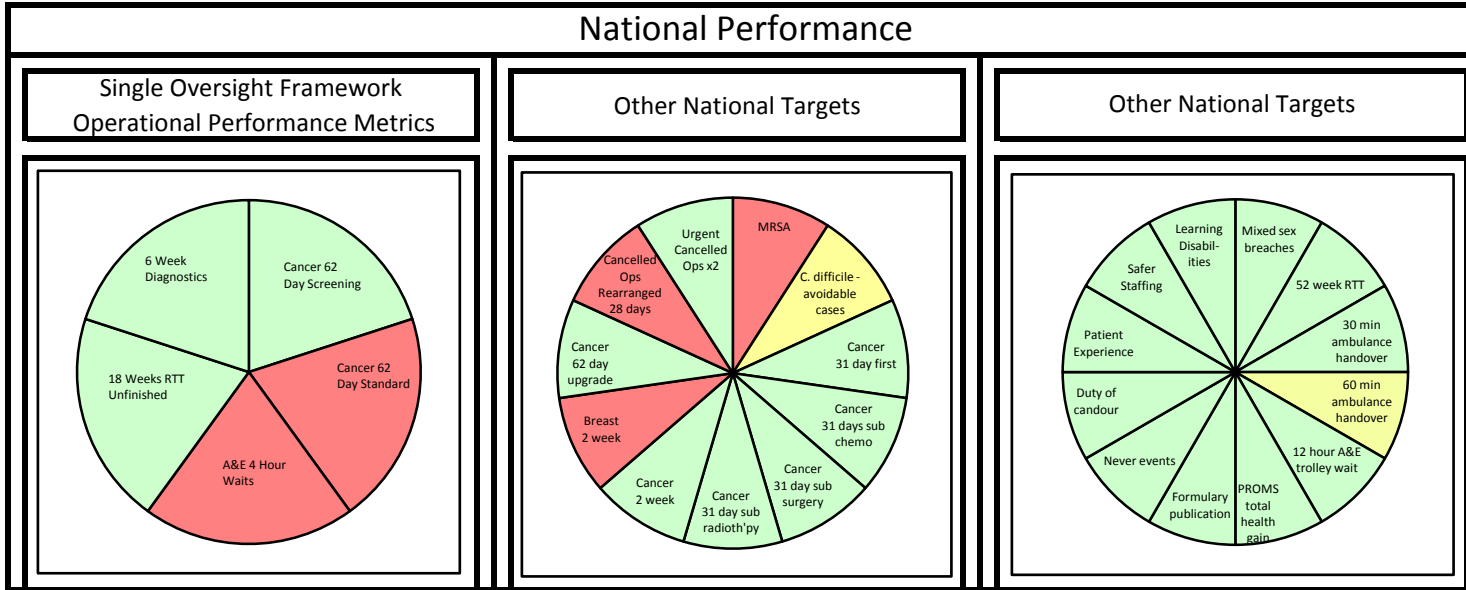 National Performance
Single Oversight Framework
Operational Performance Metrics
Other National Targets
Other National Targets
6 Week
Diagnostics
Cancer 62
Day Screening
Cancer 62
Day Standard
A&E 4 Hour
Waits
18 Weeks RTT
Unfinished
Urgent
Cancelled
Ops x2
MRSA
C. difficile -
avoidable
cases
Cancer
31 day first
Cancer
31 days sub
chemo
Cancer
31 day sub
surgery
Cancer
31 day sub
radioth'py
Cancer
2 week
Breast
2 week
Cancer
62 day
upgrade
Cancelled
Ops
Rearranged
28 days
Learning
Disabil-
ities
Mixed sex
breaches
52 week RTT
30 min
ambulance
handover
60 min
ambulance
handover
12 hour A&E
trolley wait
PROMS
total
health
gain
Formulary
publication
Never events
Duty of
candour
Patient
Experience
Safer
Staffing